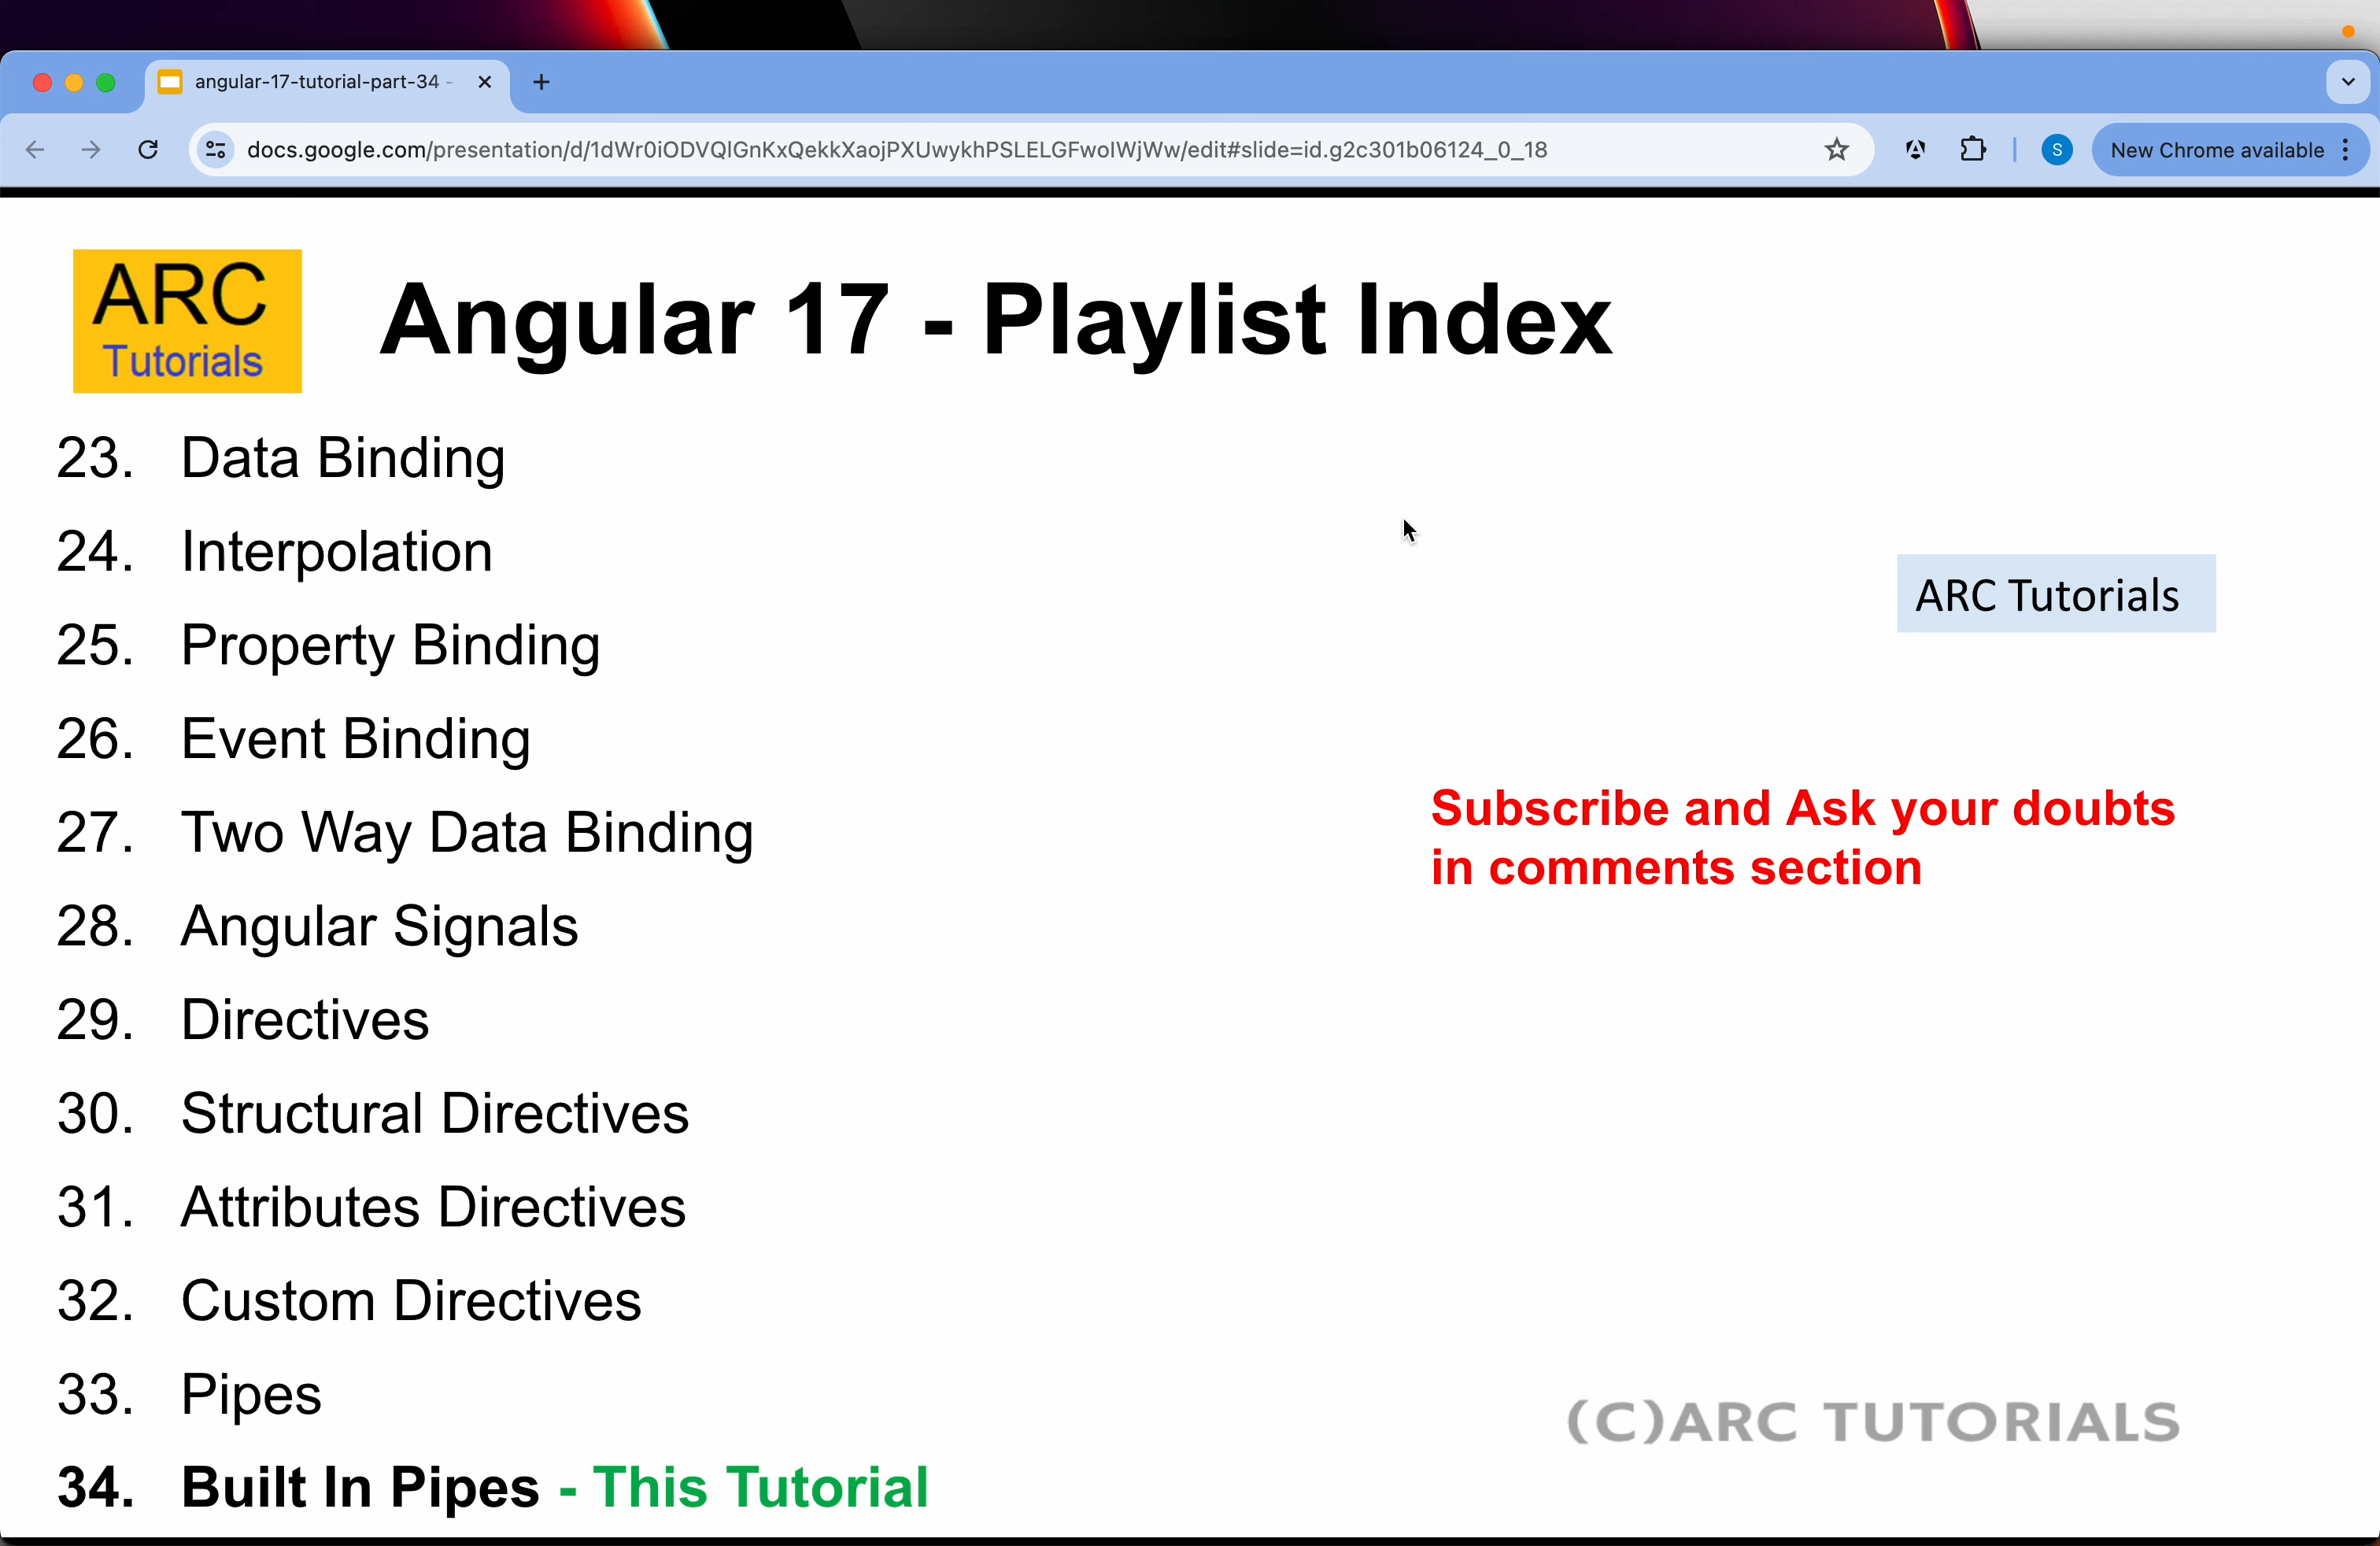 angular-17-tutorial-part-34 -
docs.google.com/presentation/d/1dWr0iODVQlGnKxQekkXaojPXUwykhPSLELGFwolWjWw/edit#slide=id.g2c301b06124_0_18
S
New Chrome available
ARC
Tutorials
Angular 17 - Playlist Index
23. Data Binding
24. Interpolation
ARC Tutorials
25. Property Binding
26. Event Binding
27. Two Way Data Binding
Subscribe and Ask your doubts
in comments section
28. Angular Signals
29. Directives
30. Structural Directives
31. Attributes Directives
32. Custom Directives
33. Pipes
(C)ARC TUTORIALS
34. Built In Pipes - This Tutorial